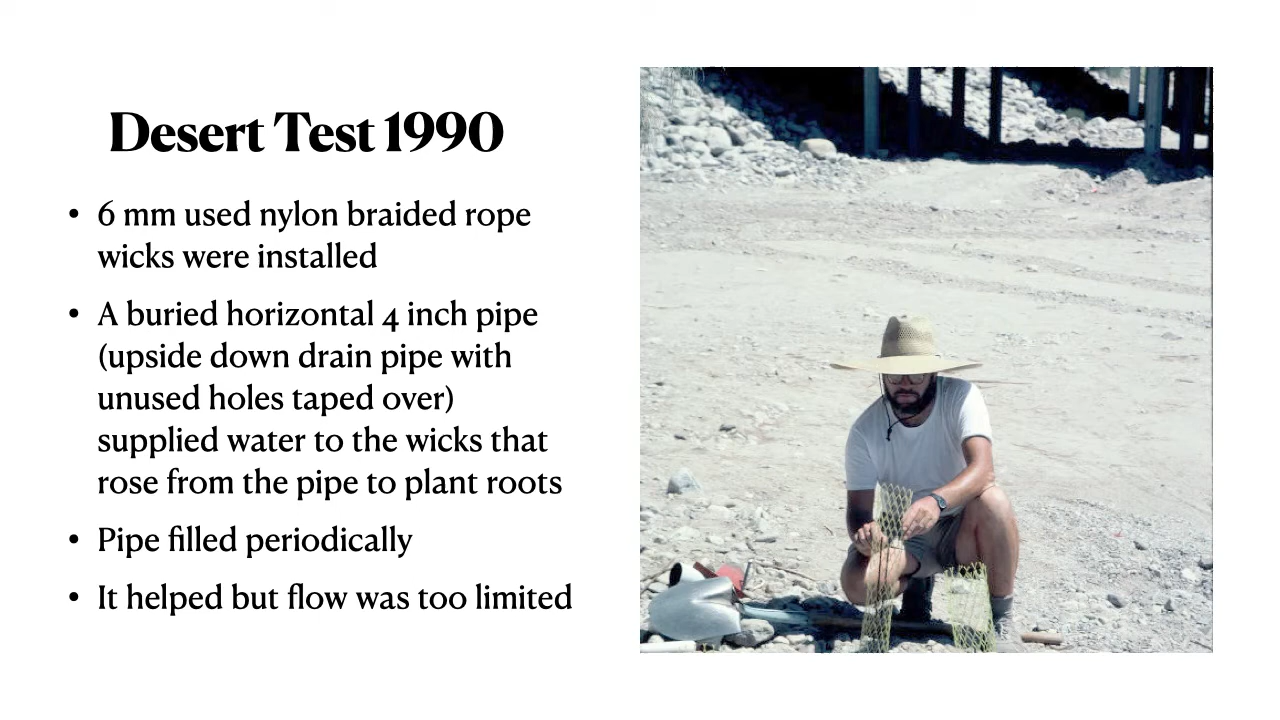 Desert Test 1990
• 6 mm used nylon braided rope
wicks were installed
• A buried horizontal 4 inch pipe
(upside down drain pipe with
unused holes taped over)
supplied water to the wicks that
rose from the pipe to plant roots
• Pipe filled periodically
• It helped but flow was too limited